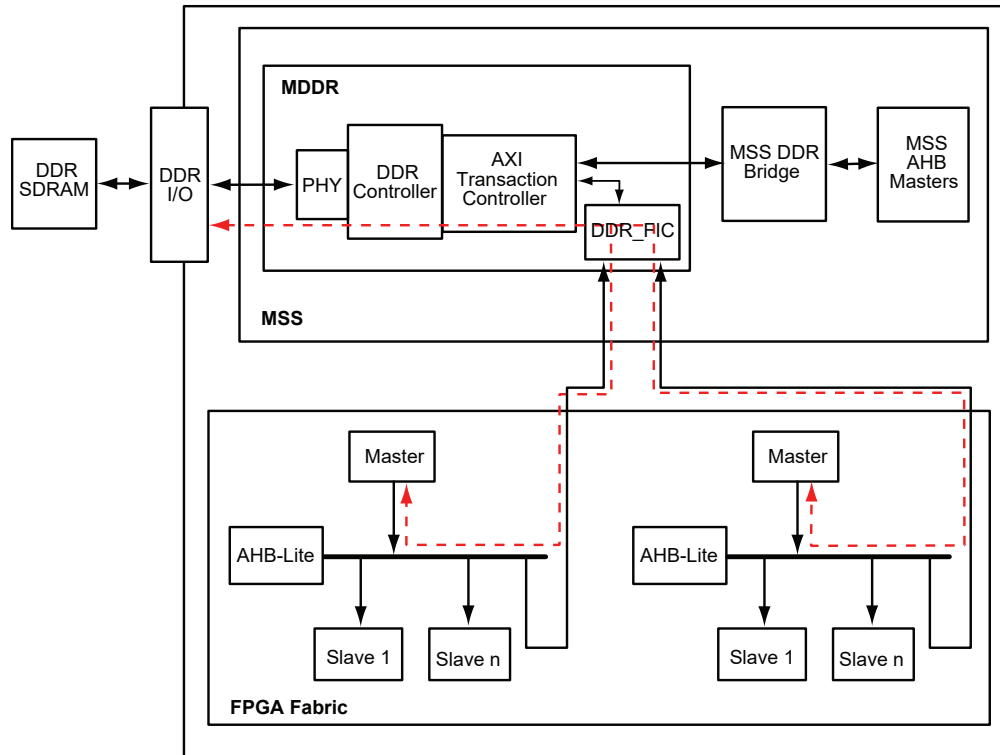 MDDR
DDR
SDRAM
DDR
I/O
PHY
DDR
Controller
AXI
Transaction
Controller
DDR_FIC
MSS DDR
Bridge
MSS
AHB
Masters
MSS
Master
AHB-Lite
Slave 1
Slave n
Master
AHB-Lite
Slave 1
Slave n
FPGA Fabric